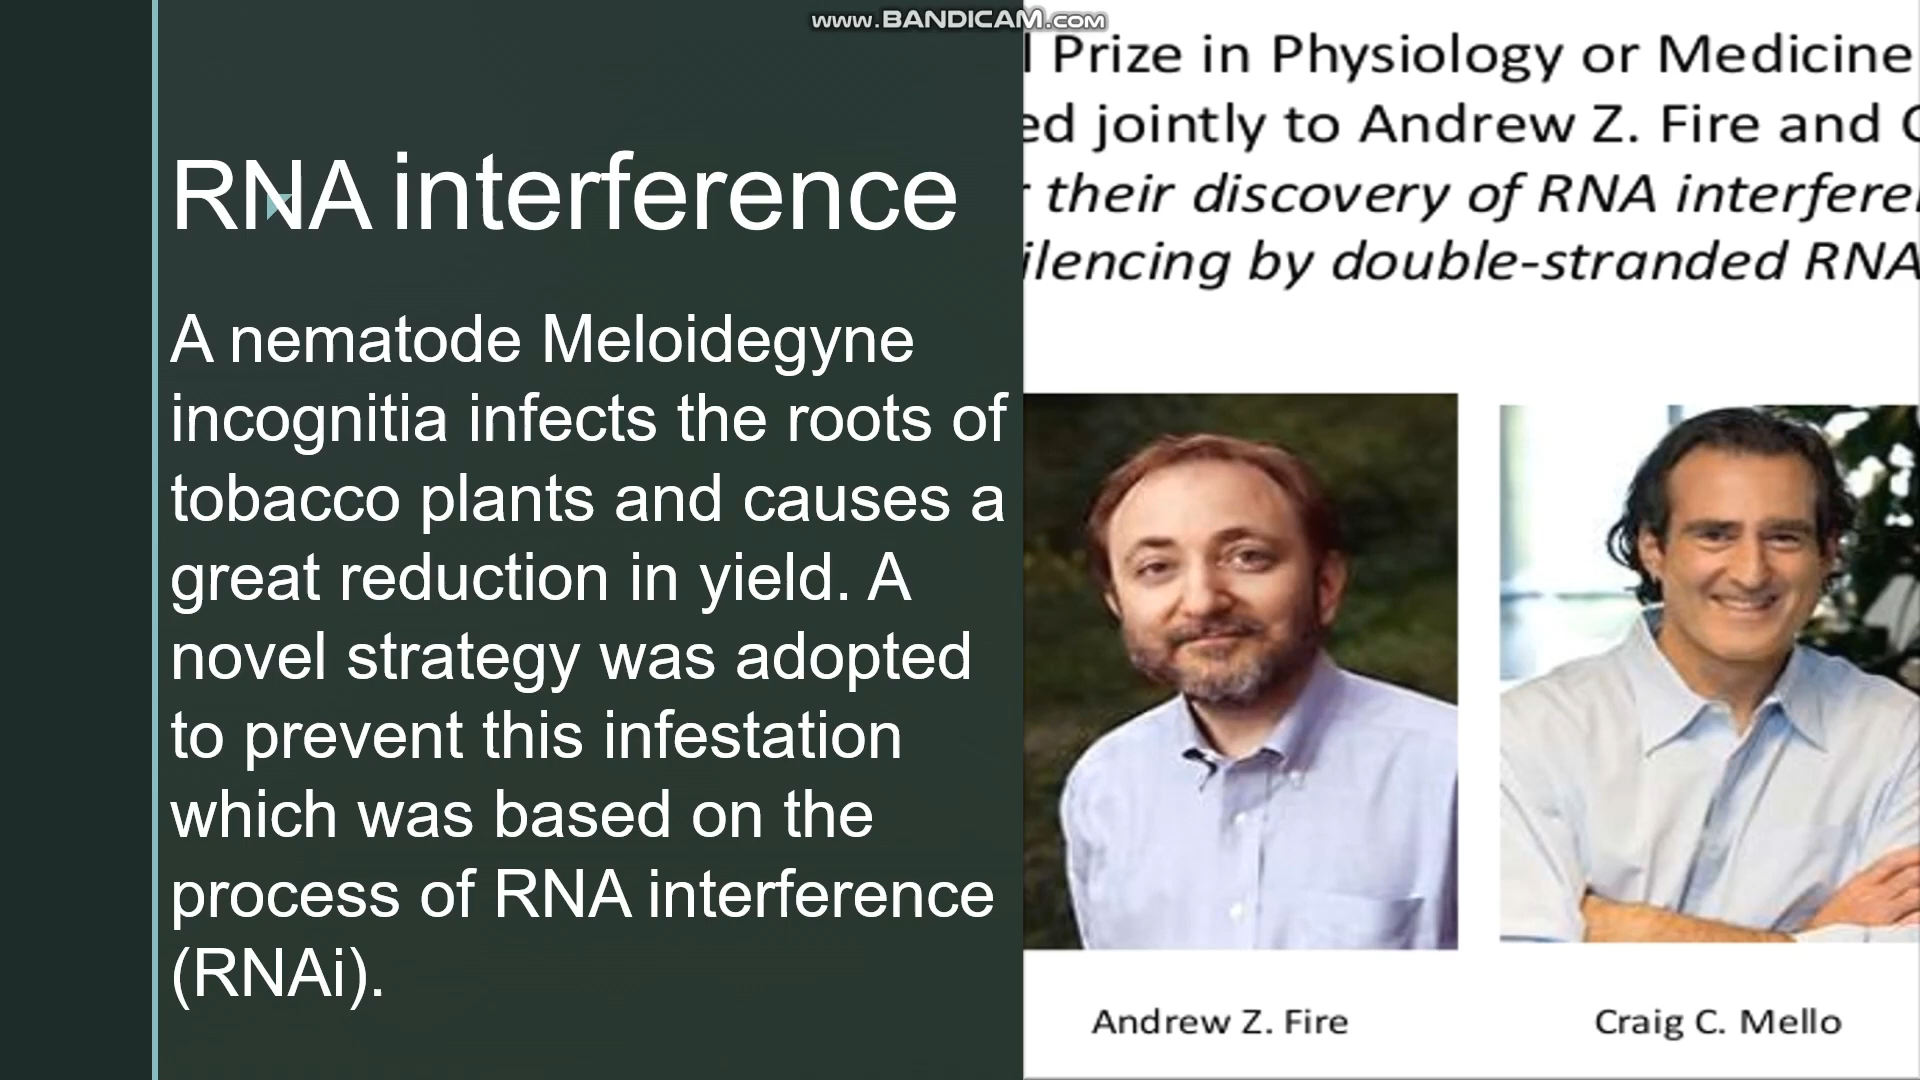 www.BANDICAM.com
RNA interference
A nematode Meloidegyne
incognitia infects the roots of
tobacco plants and causes a
great reduction in yield. A
novel strategy was adopted
to prevent this infestation
which was based on the
process of RNA interference
(RNAi).
Prize in Physiology or Medicine
ed jointly to Andrew Z. Fire and
their discovery of RNA interfere
ilencing by double-stranded RNA
Andrew Z. Fire
Craig C. Mello